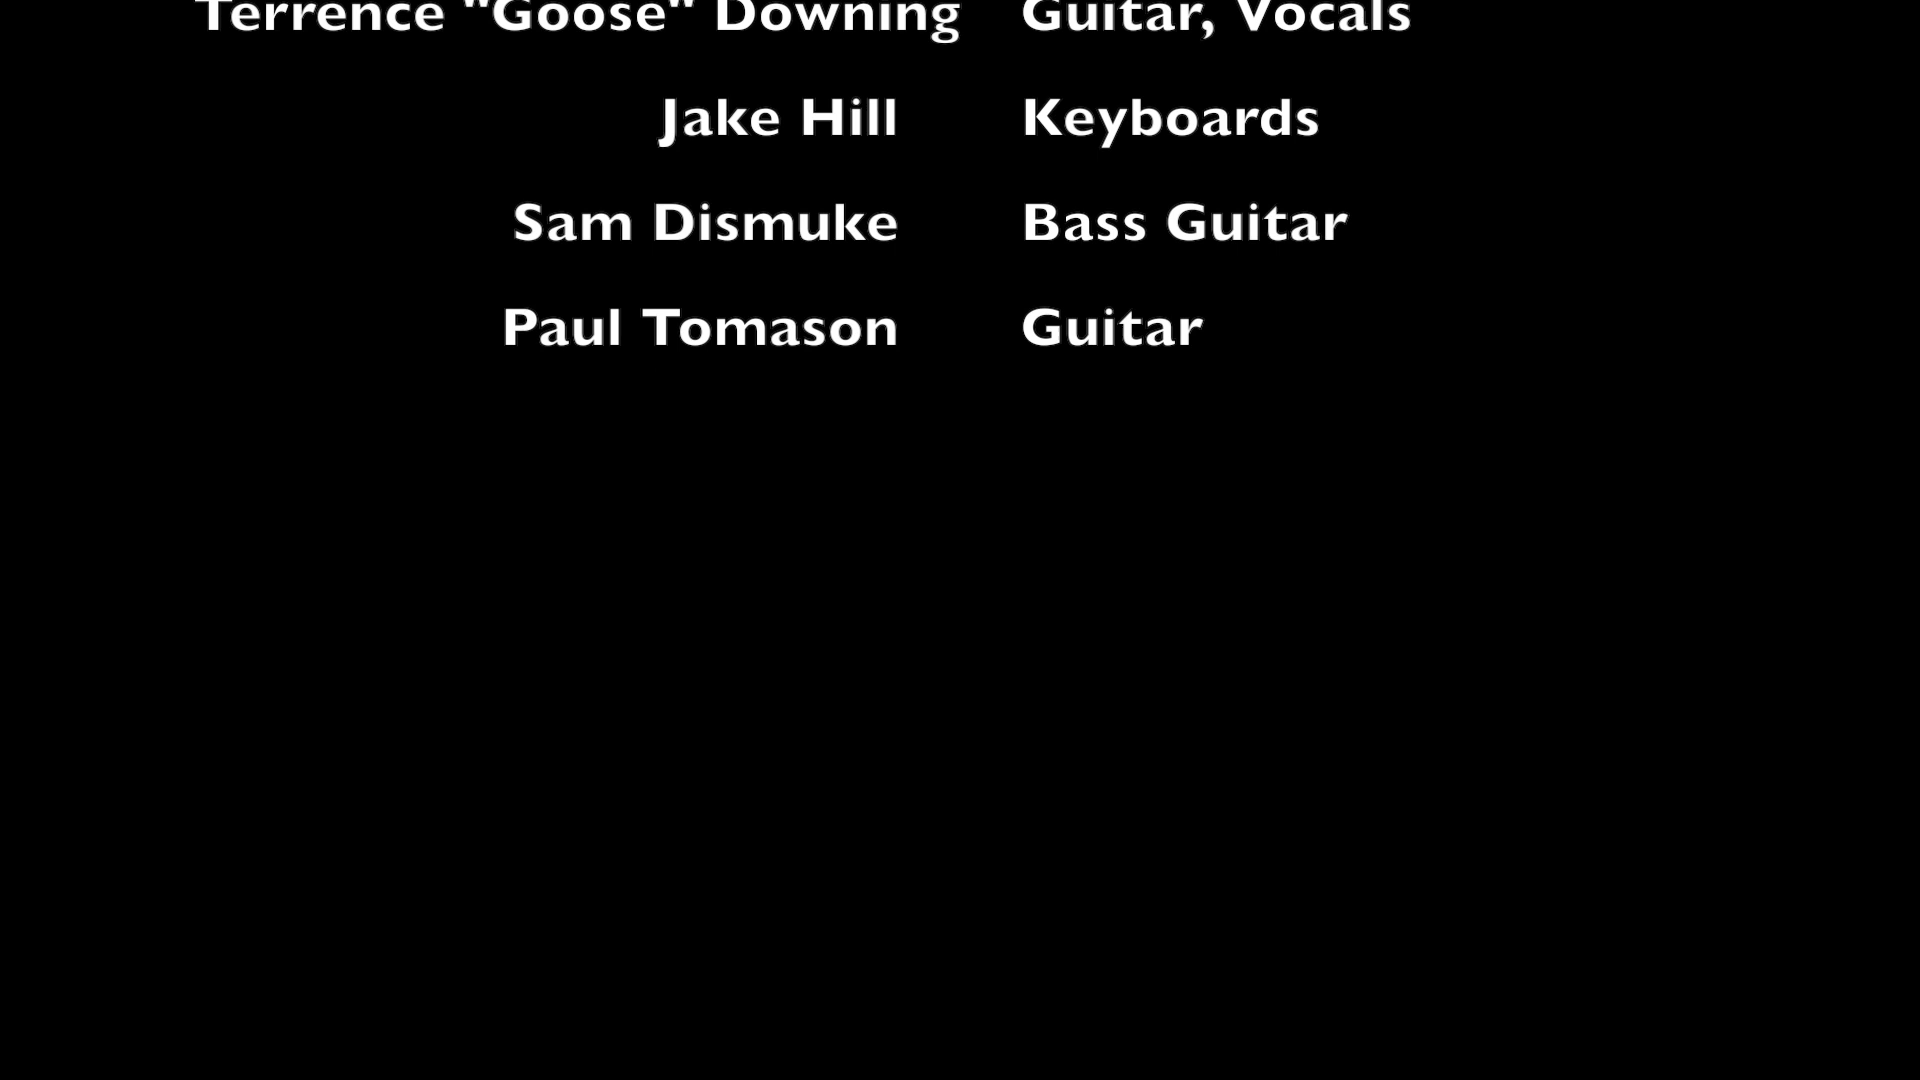 Terrence "Goose" Downing Guitar, Vocals
Jake Hill Keyboards
Sam Dismuke Bass Guitar
Paul Tomason Guitar